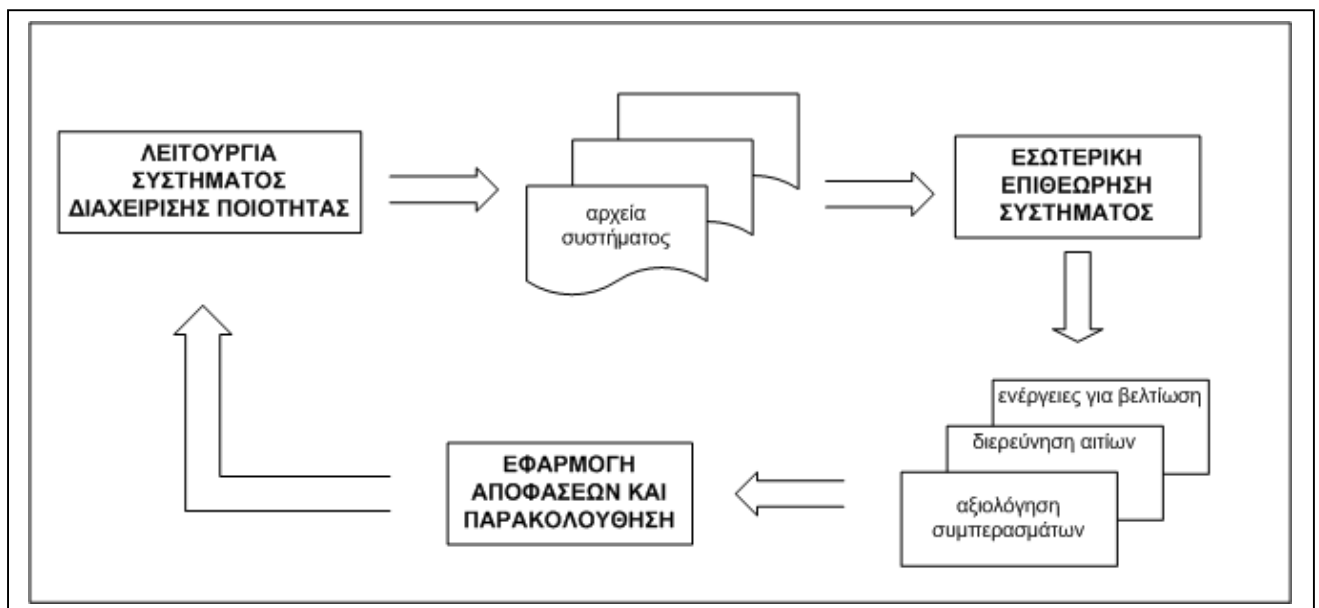 ΛΕΙΤΟΥΡΓΙΑ
ΣΥΣΤΗΜΑΤΟΣ
ΔΙΑΧΕΙΡΙΣΗΣ ΠΟΙΟΤΗΤΑΣ
αρχεία
συστήματος
ΕΣΩΤΕΡΙΚΗ
ΕΠΙΘΕΩΡΗΣΗ
ΣΥΣΤΗΜΑΤΟΣ
ενέργειες για βελτίωση
διερεύνηση αιτίων
αξιολόγηση
συμπερασμάτων
ΕΦΑΡΜΟΓΗ
ΑΠΟΦΑΣΕΩΝ ΚΑΙ
ΠΑΡΑΚΟΛΟΥΘΗΣΗ